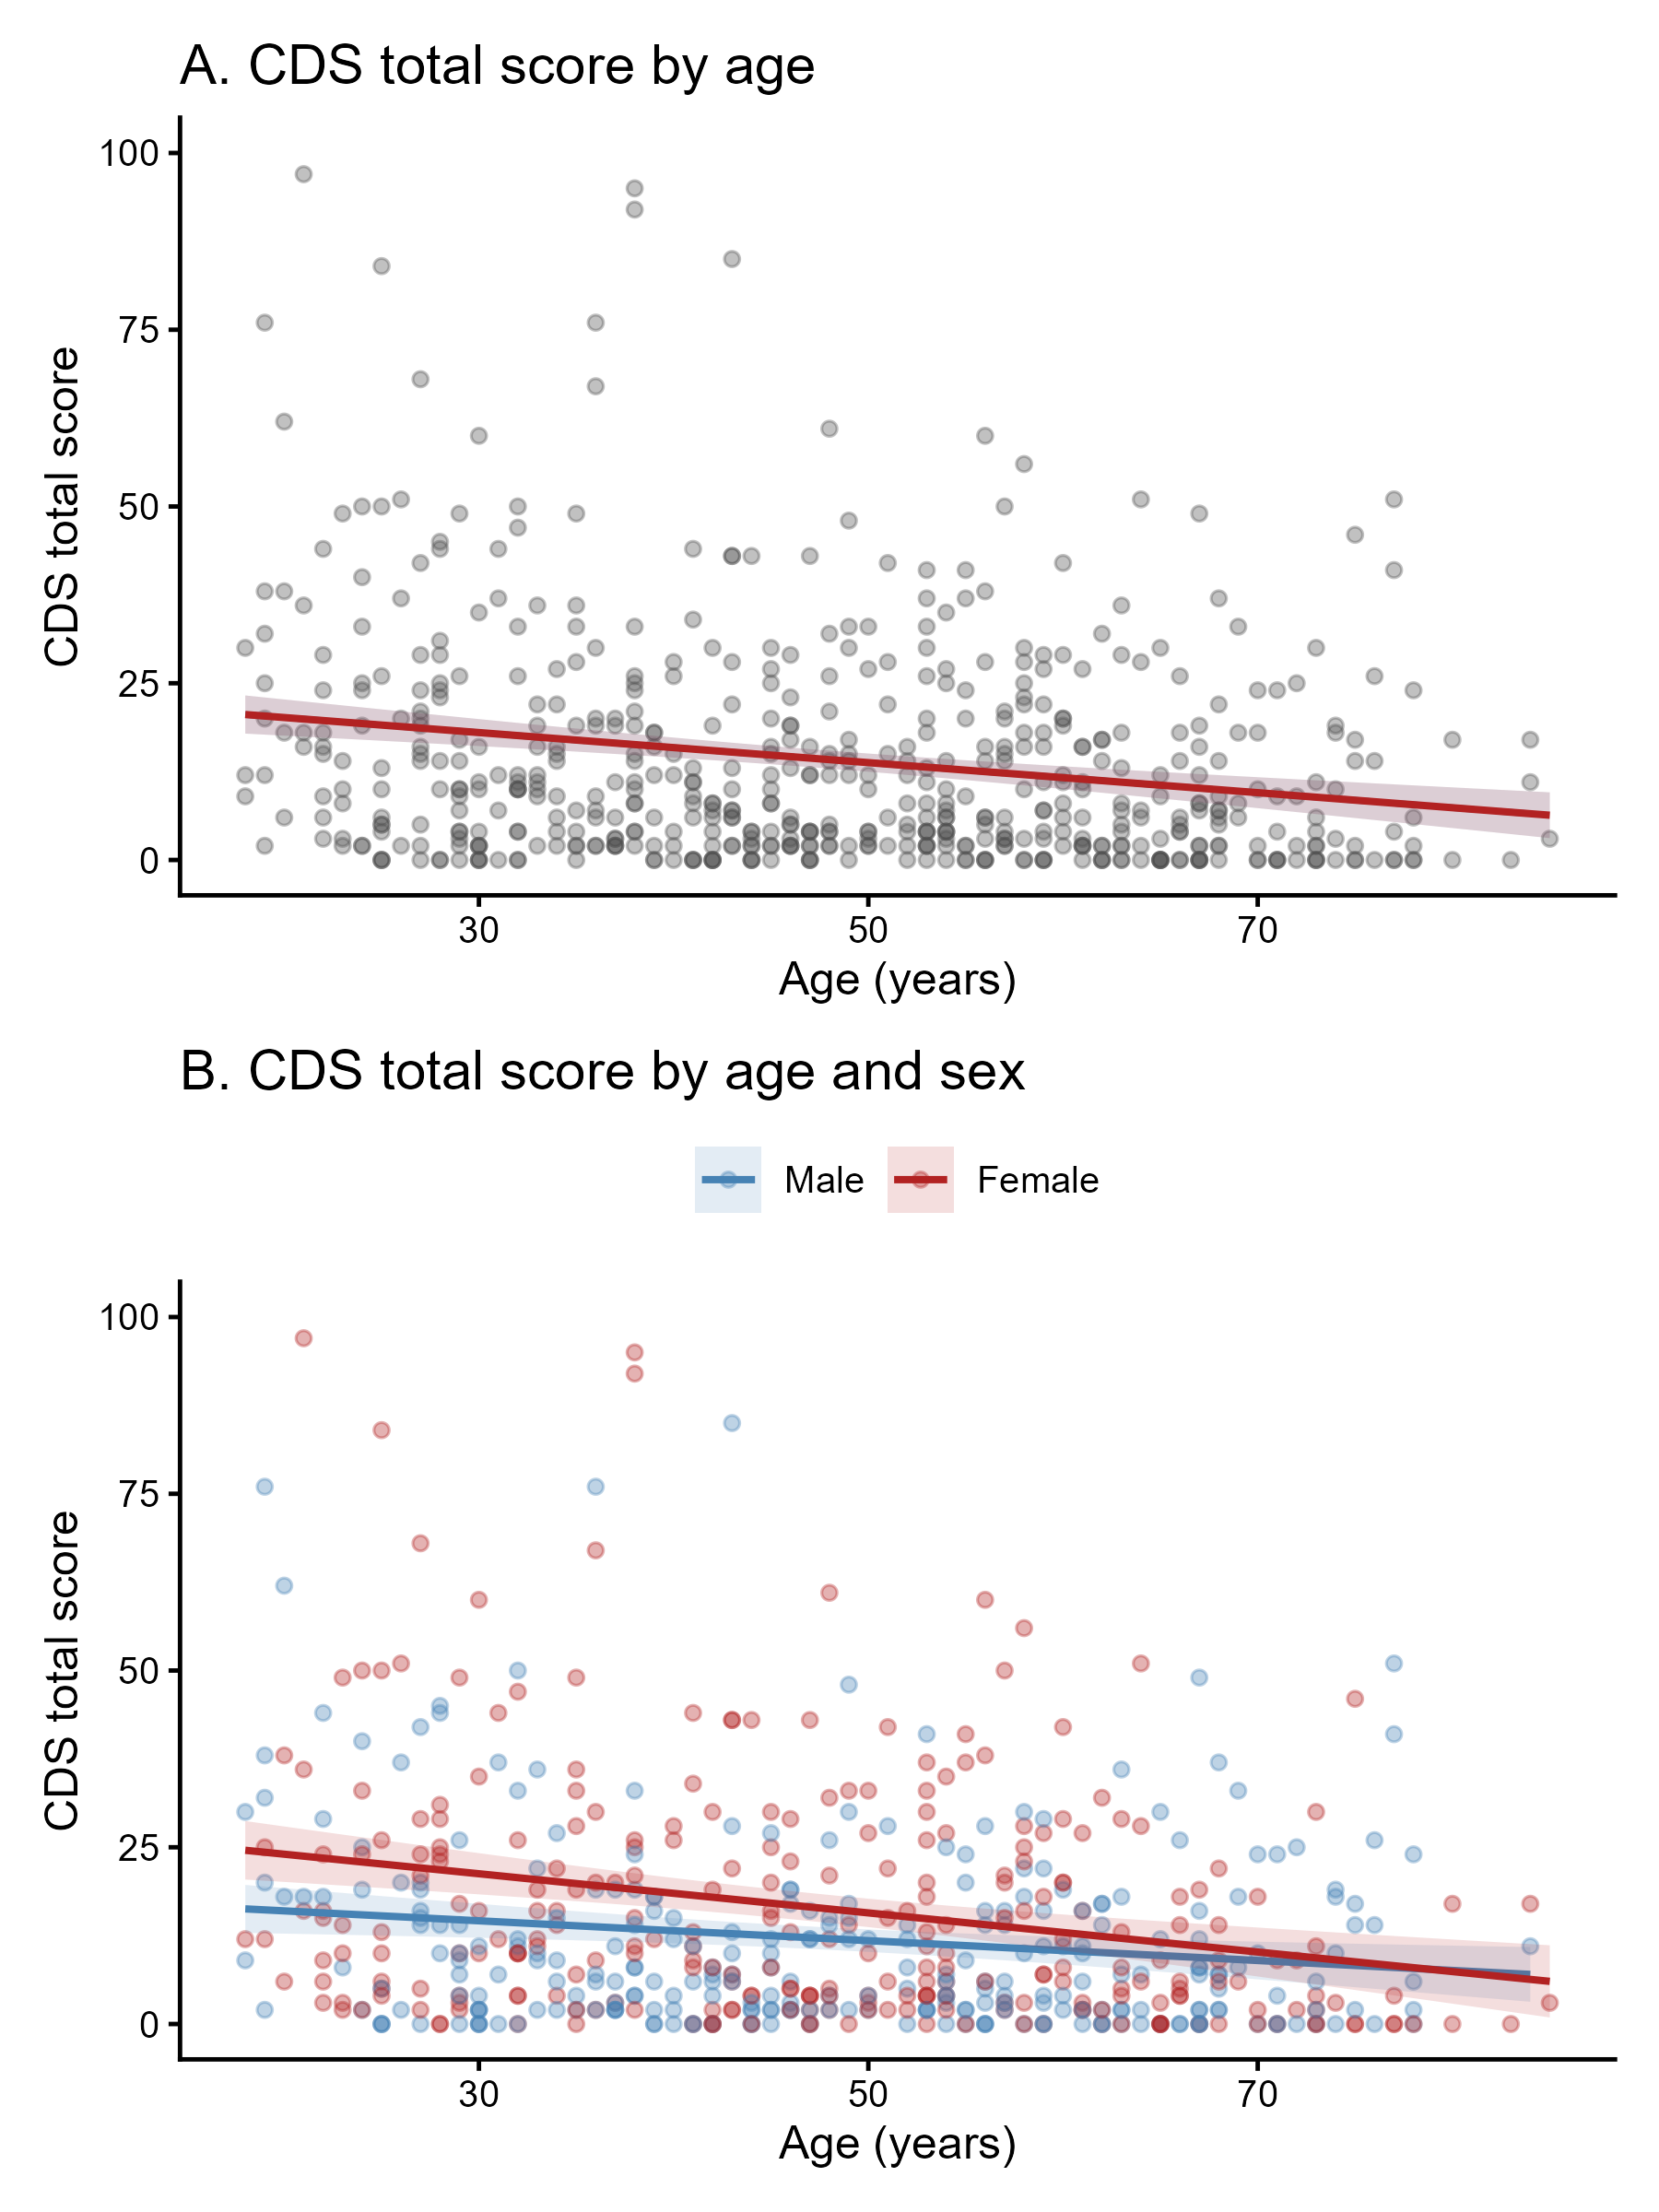 A. CDS total score by age
100
75
50
25
0
CDS total score
30 50 70
Age (years)
B. CDS total score by age and sex
Male Female
100
75
50
25
0
CDS total score
30 50 70
Age (years)